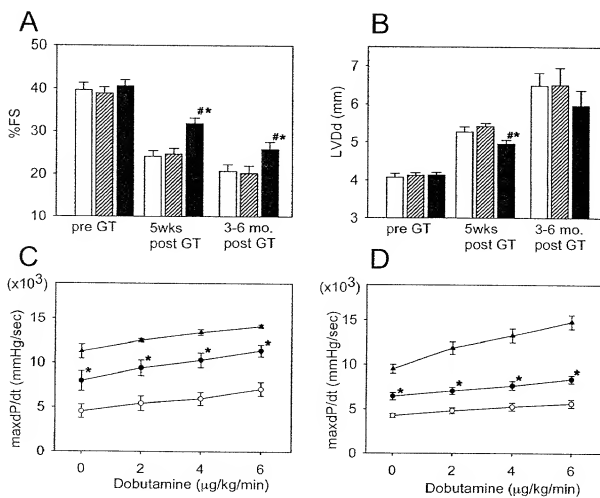 A
%FS
50
40
30
20
10
#*
#*
pre GT
5wks post GT
3-6 mo. post GT
B
LVDd (mm)
7
6
5
4
3
#*
pre GT
5wks post GT
3-6 mo. post GT
C
(x10³)
maxdP/dt (mmHg/sec)
15
10
5
0
*
*
*
*
0 2 4 6
Dobutamine (µg/kg/min)
D
(x10³)
maxdP/dt (mmHg/sec)
15
10
5
0
*
*
*
*
0 2 4 6
Dobutamine (µg/kg/min)